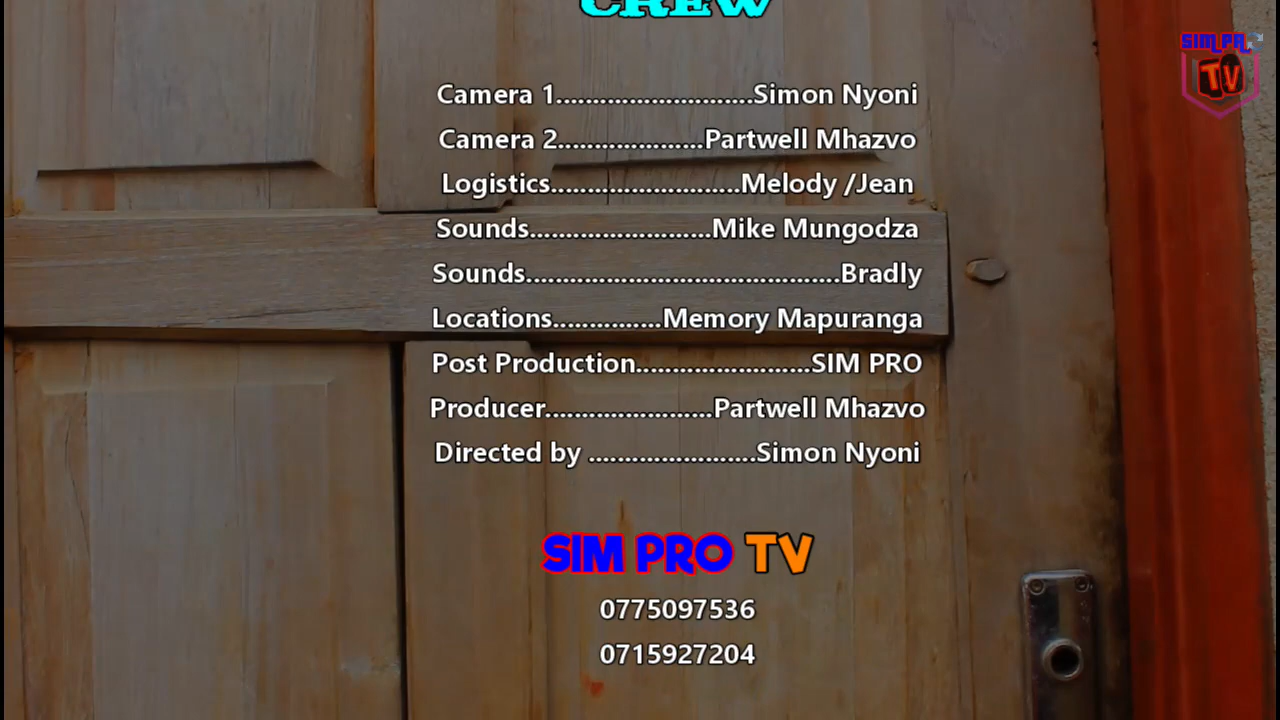 CREW
SIM PR
TV
Camera 1...........................Simon Nyoni
Camera 2....................Partwell Mhazvo
Logistics..........................Melody /Jean
Sounds.........................Mike Mungodza
Sounds...........................................Bradly
Locations...............Memory Mapuranga
Post Production........................SIM PRO
Producer.......................Partwell Mhazvo
Directed by .......................Simon Nyoni
SIM PRO TV
0775097536
0715927204